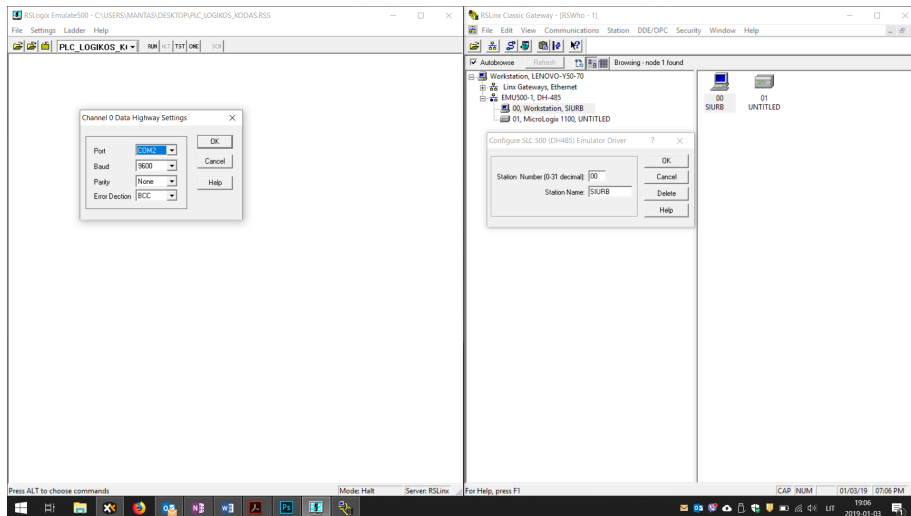 RSLogix Emulate500 - C:\USERS\MANTAS\DESKTOP\PLC_LOGIKOS_KODAS.RSS
File Settings Ladder Help
PLC_LOGIKOS_K RUN HLT TST ONE SCN
Channel 0 Data Highway Settings
Port COM2 OK
Baud 9600 Cancel
Parity None Help
Error Dection BCC
Press ALT to choose commands Mode: Halt Server: RSLinx
RSLinx Classic Gateway - [RSWho - 1]
File Edit View Communications Station DDE/OPC Security Window Help
Autobrowse Refresh Browsing - node 1 found
Workstation, LENOVO-Y50-70
Linx Gateways, Ethernet
EMU500-1, DH-485
00, Workstation, SIURB
01, MicroLogix 1100, UNTITLED
00 01
SIURB UNTITLED
Configure SLC 500 (DH485) Emulator Driver ?
Station Number (0-31 decimal): 00 OK
Cancel
Station Name: SIURB Delete
Help
For Help, press F1 CAP NUM 01/03/19 07:06 PM
LIT 19:06
2019-01-03